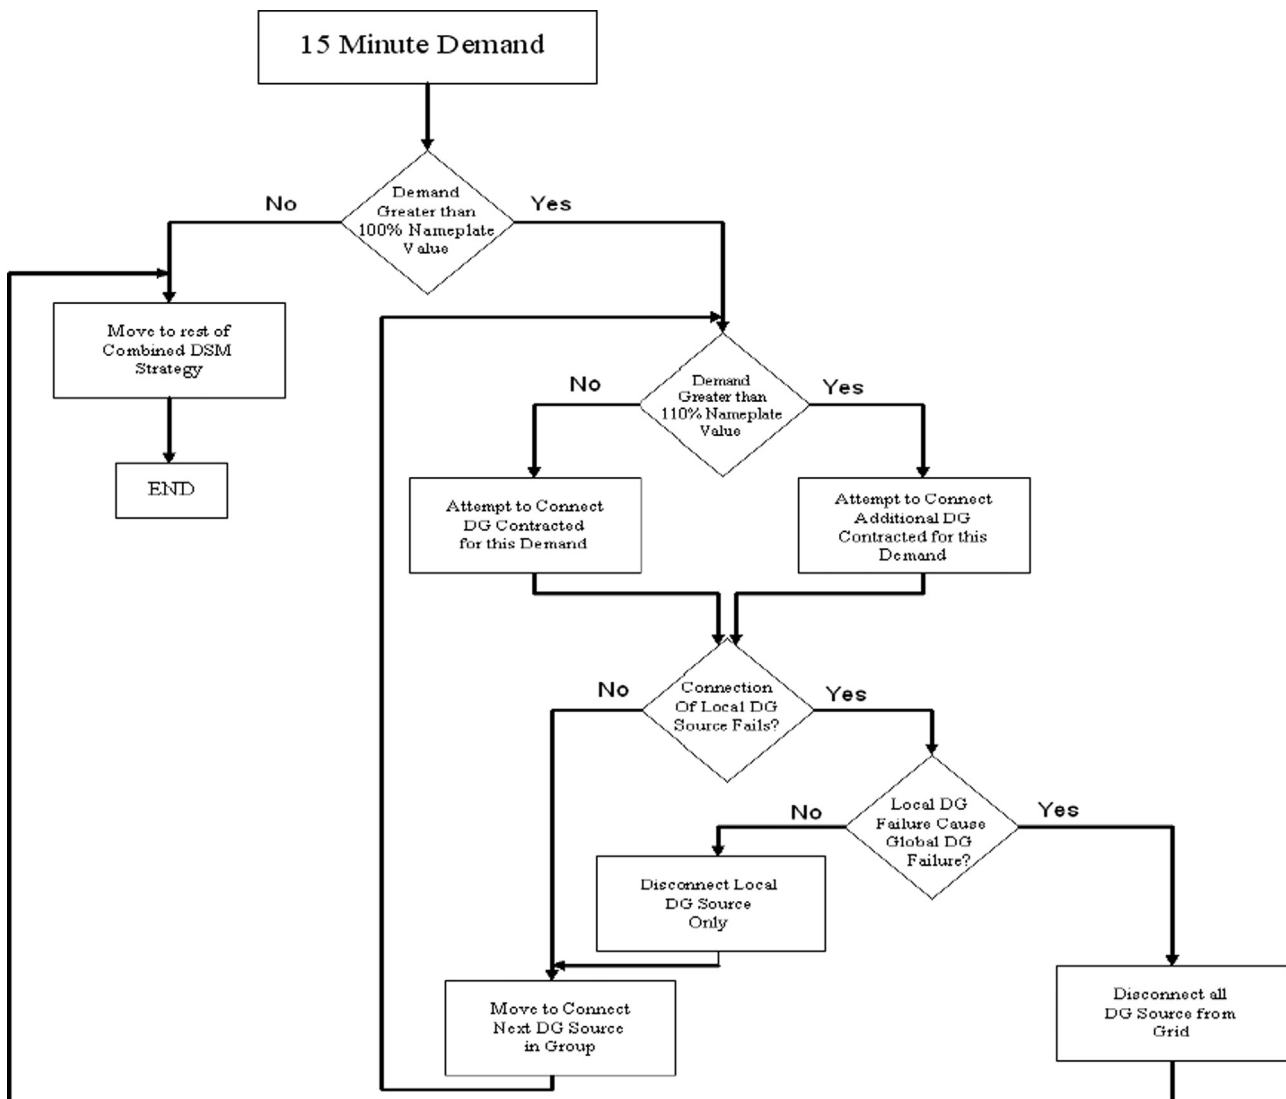 15 Minute Demand
Demand
Greater than
100% Nameplate
Value
No
Yes
Move to rest of
Combined DSM
Strategy
END
Demand
Greater than
110% Nameplate
Value
No
Yes
Attempt to Connect
DG Contracted
for this Demand
Attempt to Connect
Additional DG
Contracted for this
Demand
Connection
Of Local DG
Source Fails?
No
Yes
Local DG
Failure Cause
Global DG
Failure?
No
Yes
Disconnect Local
DG Source
Only
Move to Connect
Next DG Source
in Group
Disconnect all
DG Source from
Grid